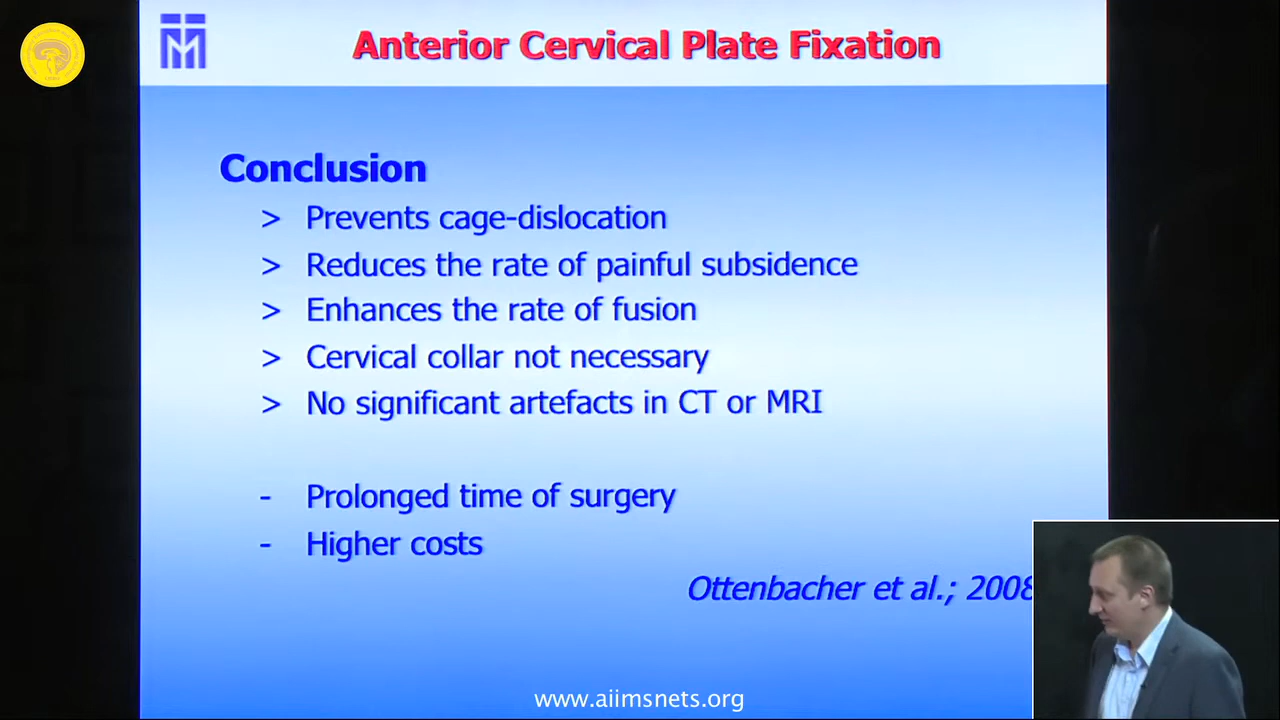 Anterior Cervical Plate Fixation
Conclusion
> Prevents cage-dislocation
> Reduces the rate of painful subsidence
> Enhances the rate of fusion
> Cervical collar not necessary
> No significant artefacts in CT or MRI
- Prolonged time of surgery
- Higher costs
Ottenbacher et al.; 2008
www.aiimsnets.org